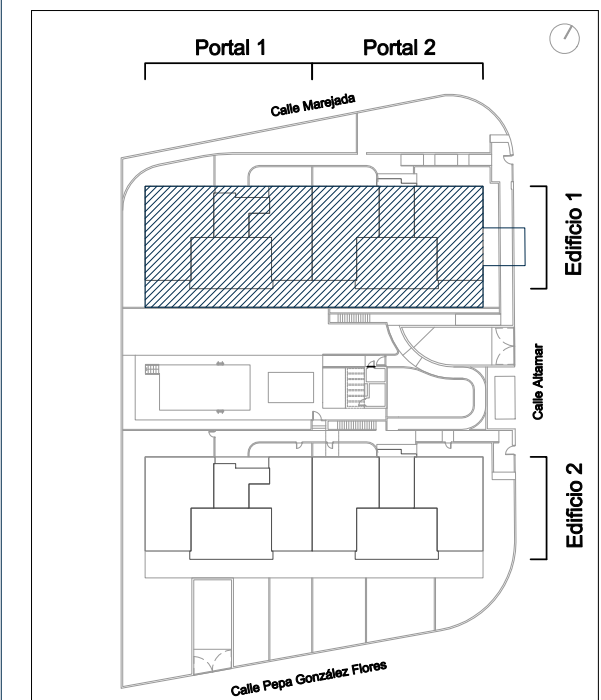 Portal 1
Portal 2
Calle Marejada
Edificio 1
Calle Altamar
Edificio 2
Calle Pepa González Flores